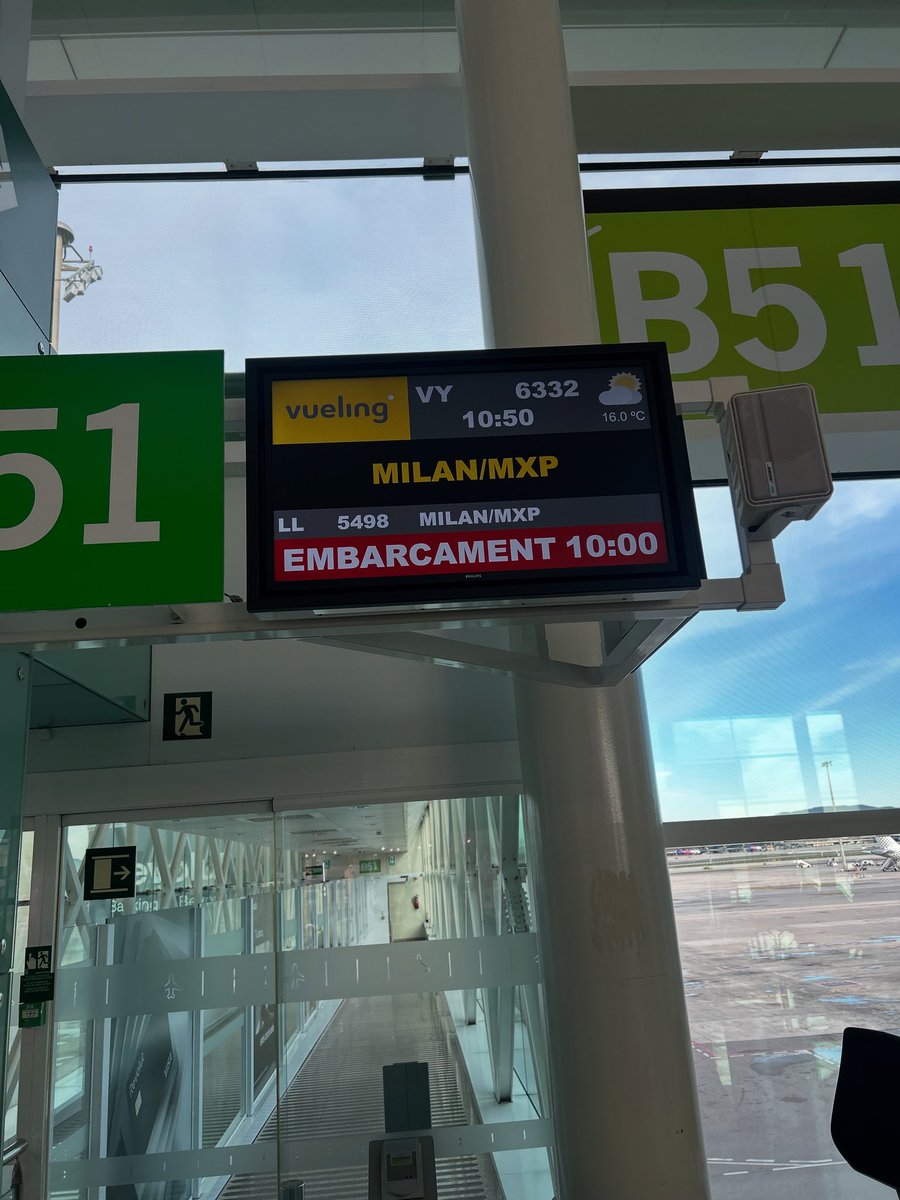 B51
51
vueling
VY 6332
10:50
16.0 ºC
MILAN/MXP
LL 5498 MILAN/MXP
EMBARCAMENT 10:00
PHILIPS